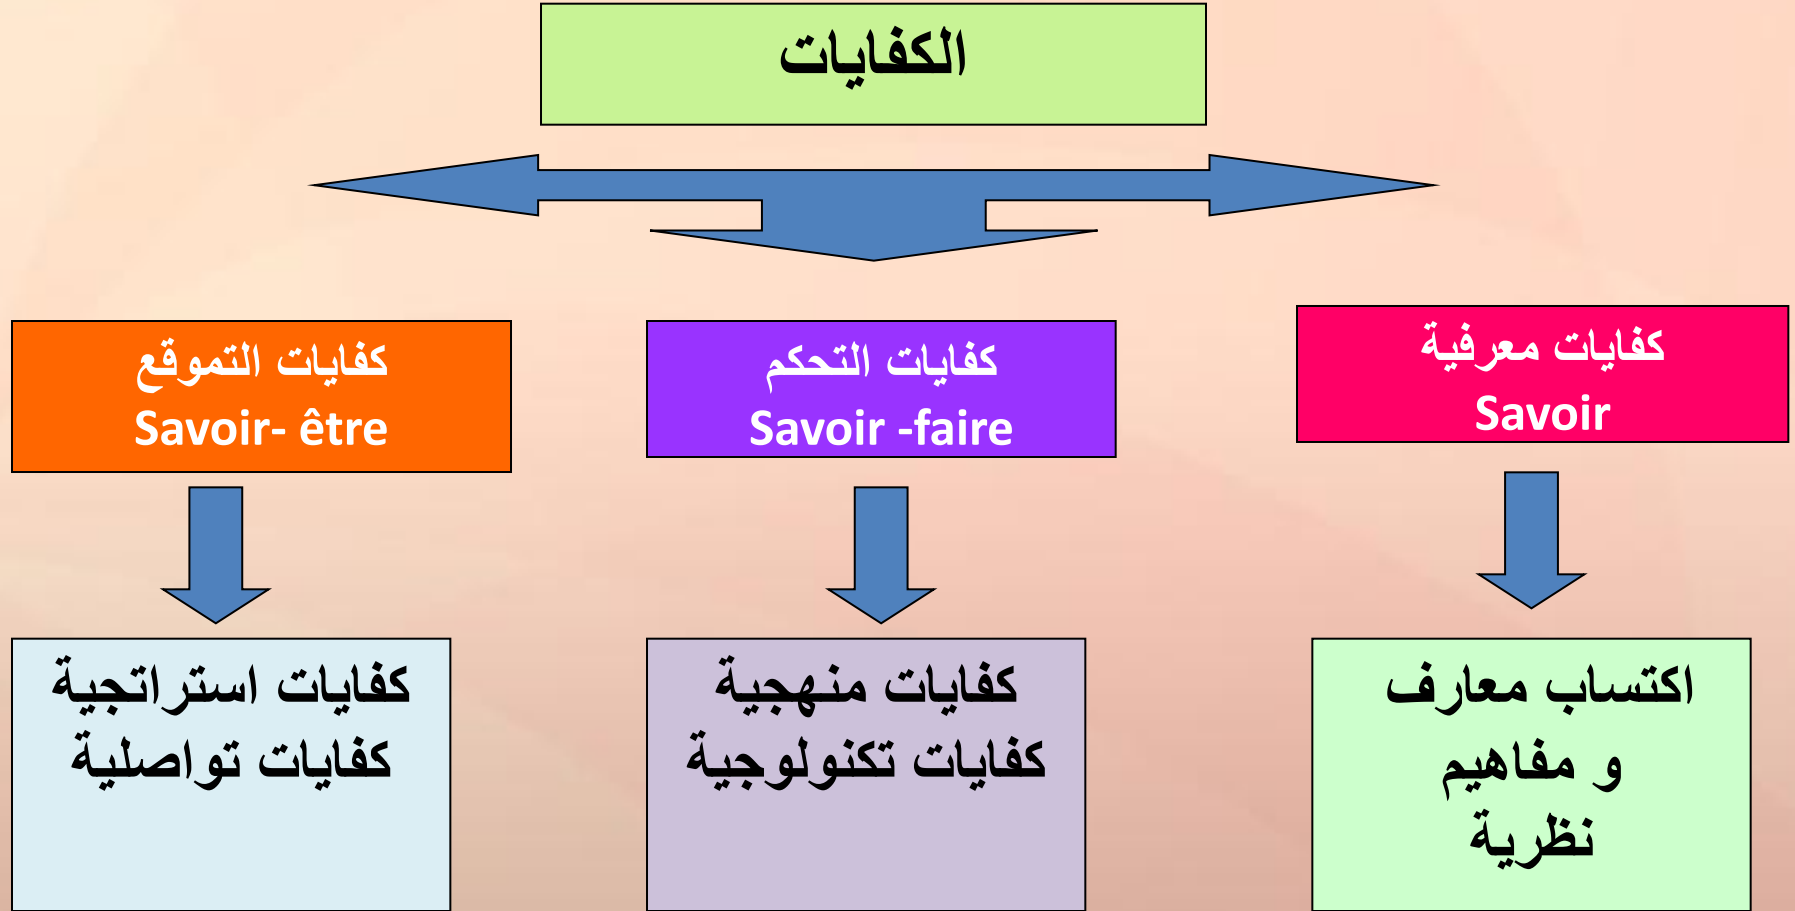 الكفايات
كفايات معرفية
Savoir
كفايات التحكم
Savoir -faire
كفايات التموقع
Savoir- être
اكتساب معارف
و مفاهيم
نظرية
كفايات منهجية
كفايات تكنولوجية
كفايات استراتجية
كفايات تواصلية